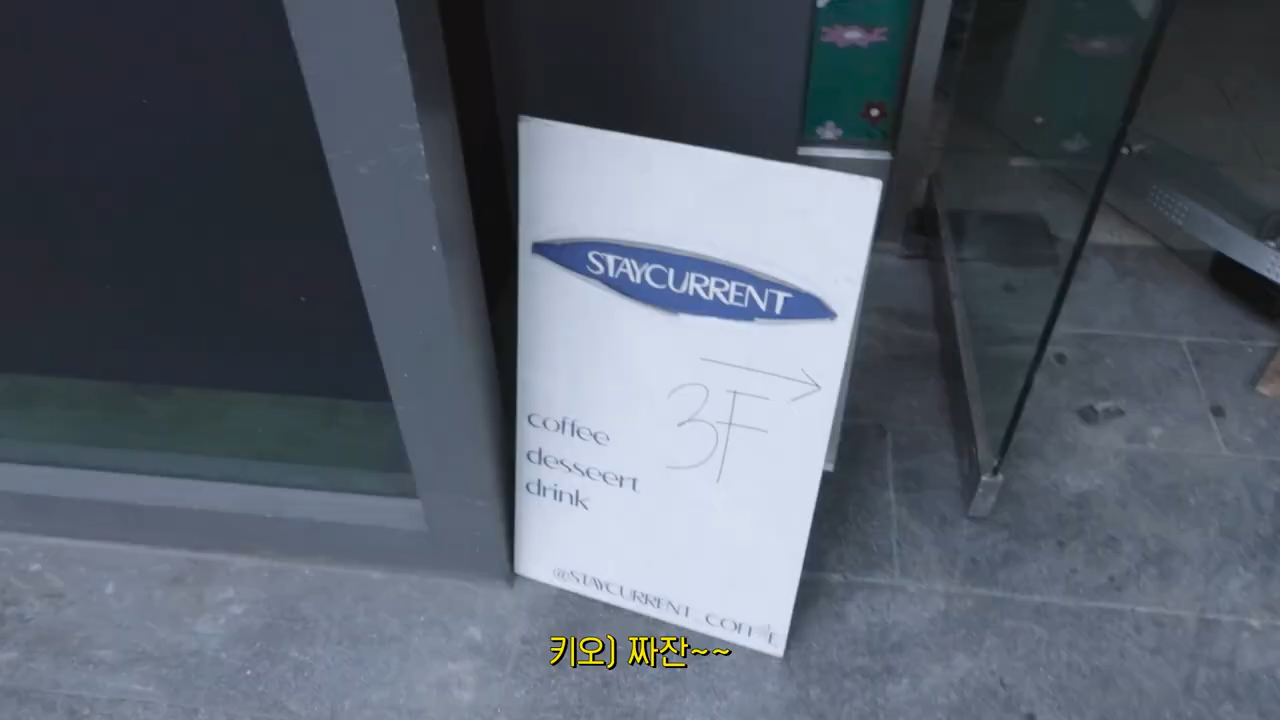 STAYCURRENT
→
3F
coffee
desseert
drink
@STAYCURRENT_COFFEE
키오) 짜잔~~